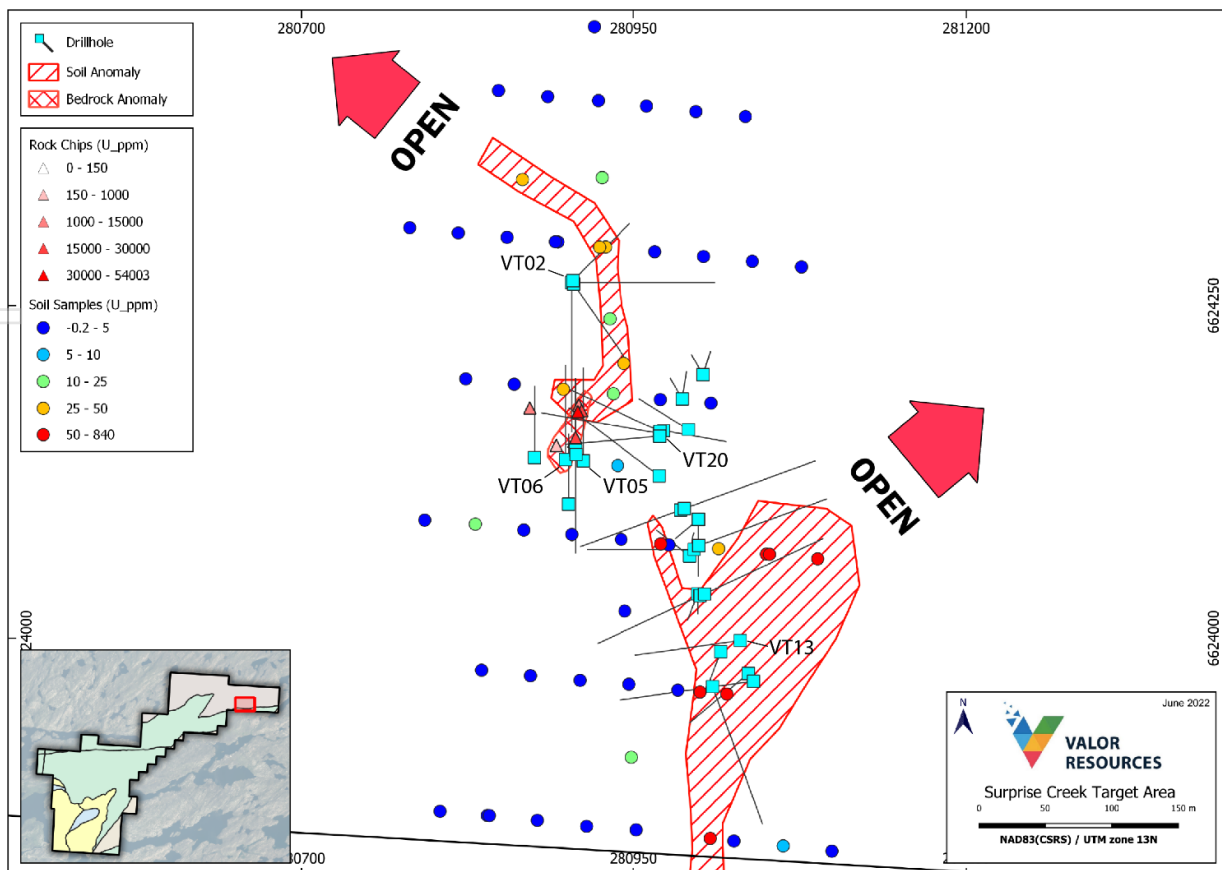 280700
280950
281200
Drillhole
Soil Anomaly
Bedrock Anomaly
Rock Chips (U_ppm)
0 - 150
150 - 1000
1000 - 15000
15000 - 30000
30000 - 54003
Soil Samples (U_ppm)
-0.2 - 5
5 - 10
10 - 25
25 - 50
50 - 840
OPEN
VT02
6624250
VT20
VT06
VT05
OPEN
24000
6624000
VT13
N
June 2022
VALOR
RESOURCES
Surprise Creek Target Area
0 50 100 150 m
NAD83(CSRS) / UTM zone 13N
280700
280950
281200